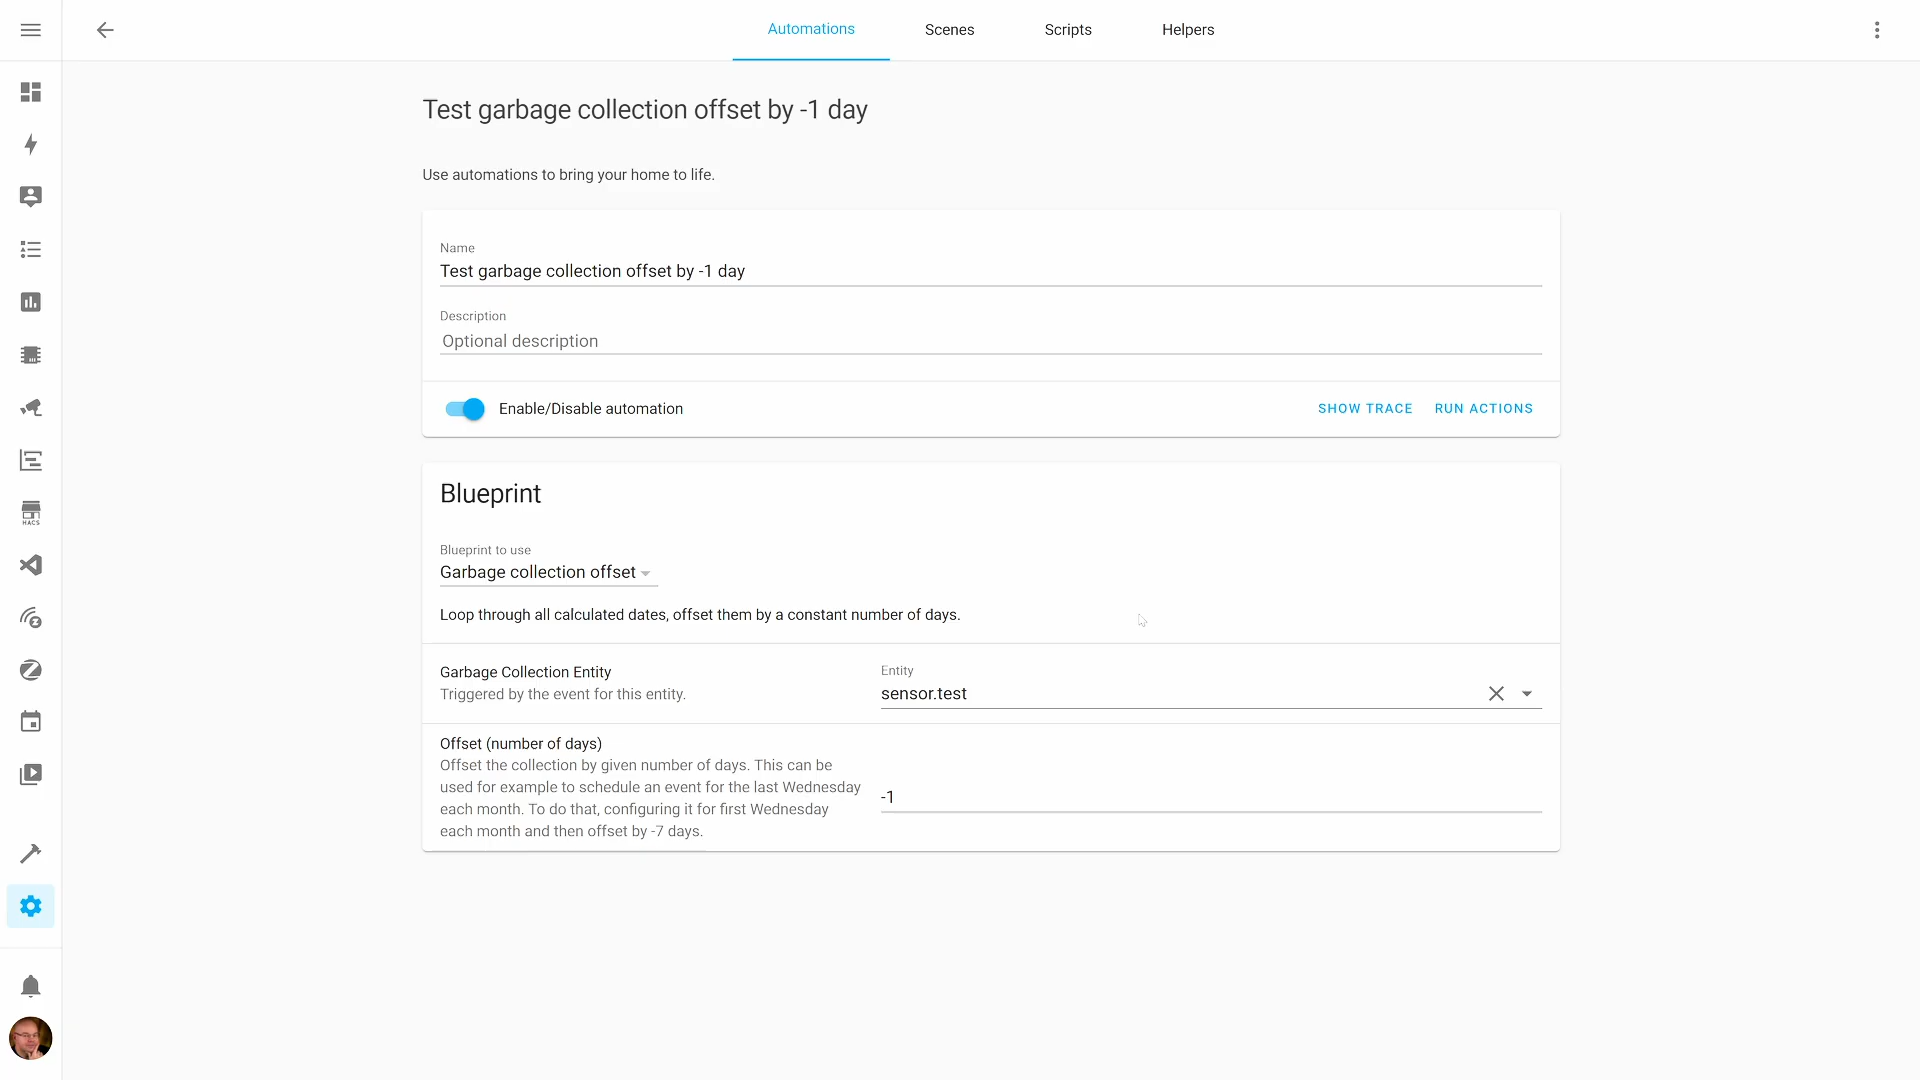 Automations
Scenes
Scripts
Helpers
Test garbage collection offset by -1 day
Use automations to bring your home to life.
Name
Test garbage collection offset by -1 day
Description
Optional description
Enable/Disable automation
SHOW TRACE
RUN ACTIONS
Blueprint
Blueprint to use
Garbage collection offset
Loop through all calculated dates, offset them by a constant number of days.
Garbage Collection Entity
Triggered by the event for this entity.
Entity
sensor.test
Offset (number of days)
Offset the collection by given number of days. This can be
used for example to schedule an event for the last Wednesday
each month. To do that, configuring it for first Wednesday
each month and then offset by -7 days.
-1
HACS